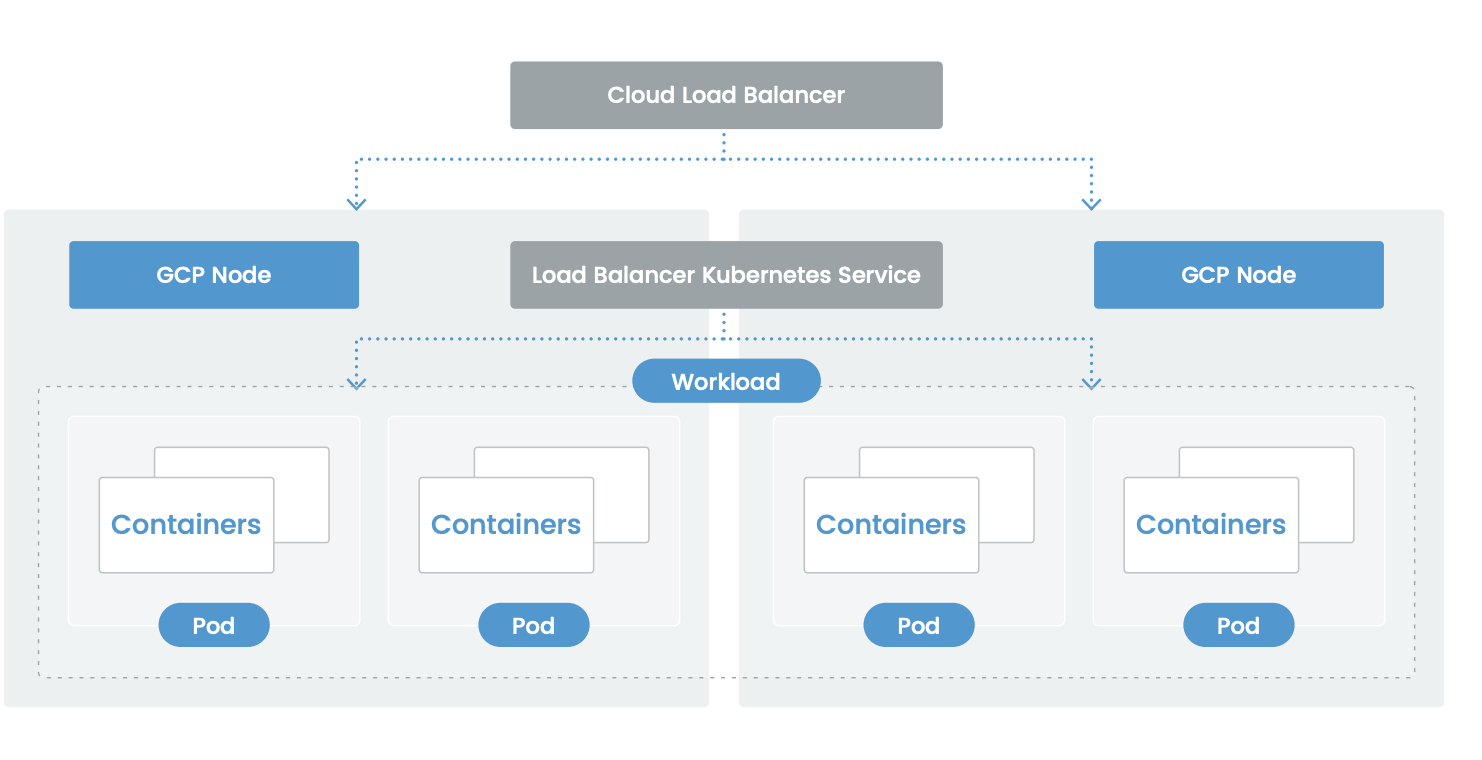 Cloud Load Balancer
GCP Node
Load Balancer Kubernetes Service
GCP Node
Workload
Containers
Containers
Containers
Containers
Pod
Pod
Pod
Pod